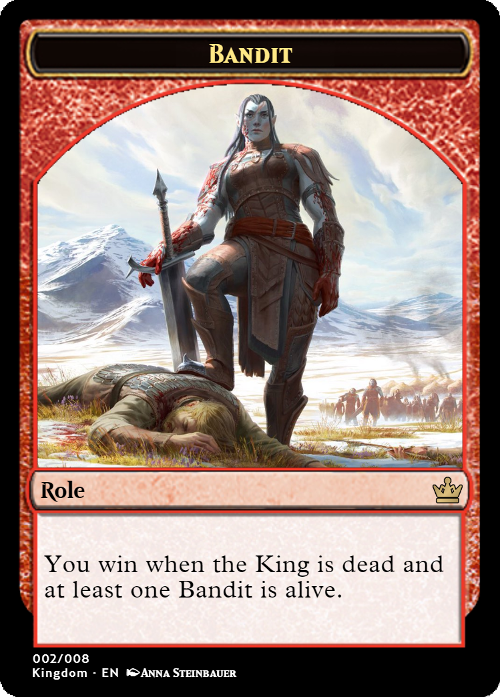 Bandit
Role
You win when the King is dead and
at least one Bandit is alive.
002/008
Kingdom · EN Anna Steinbauer